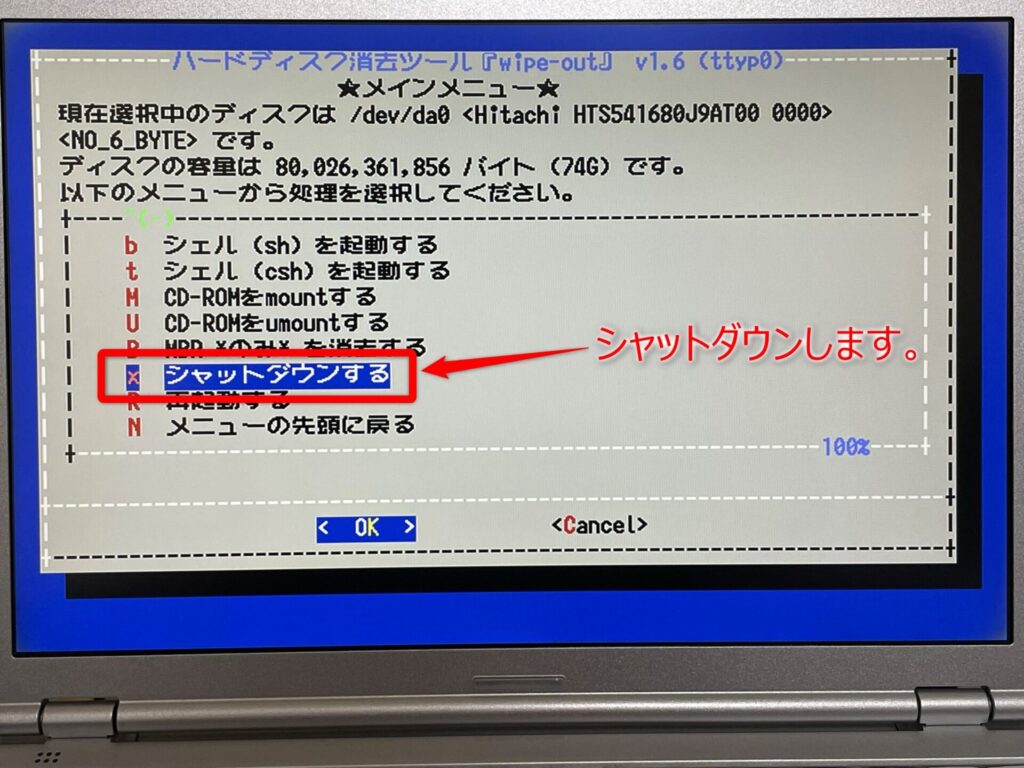 ハードディスク消去ツール『wipe-out』 v1.6 (ttyp0)
★メインメニュー★
現在選択中のディスクは /dev/da0 <Hitachi HTS541680J9AT00 0000>
<NO_6_BYTE> です。
ディスクの容量は 80,026,361,856 バイト (74G) です。
以下のメニューから処理を選択してください。
^(-)
b シェル (sh) を起動する
t シェル (csh) を起動する
M CD-ROMをmountする
U CD-ROMをumountする
B MBR *のみ* を消去する
x シャットダウンする
シャットダウンします。
R 再起動する
N メニューの先頭に戻る
100%
< OK >
<Cancel>